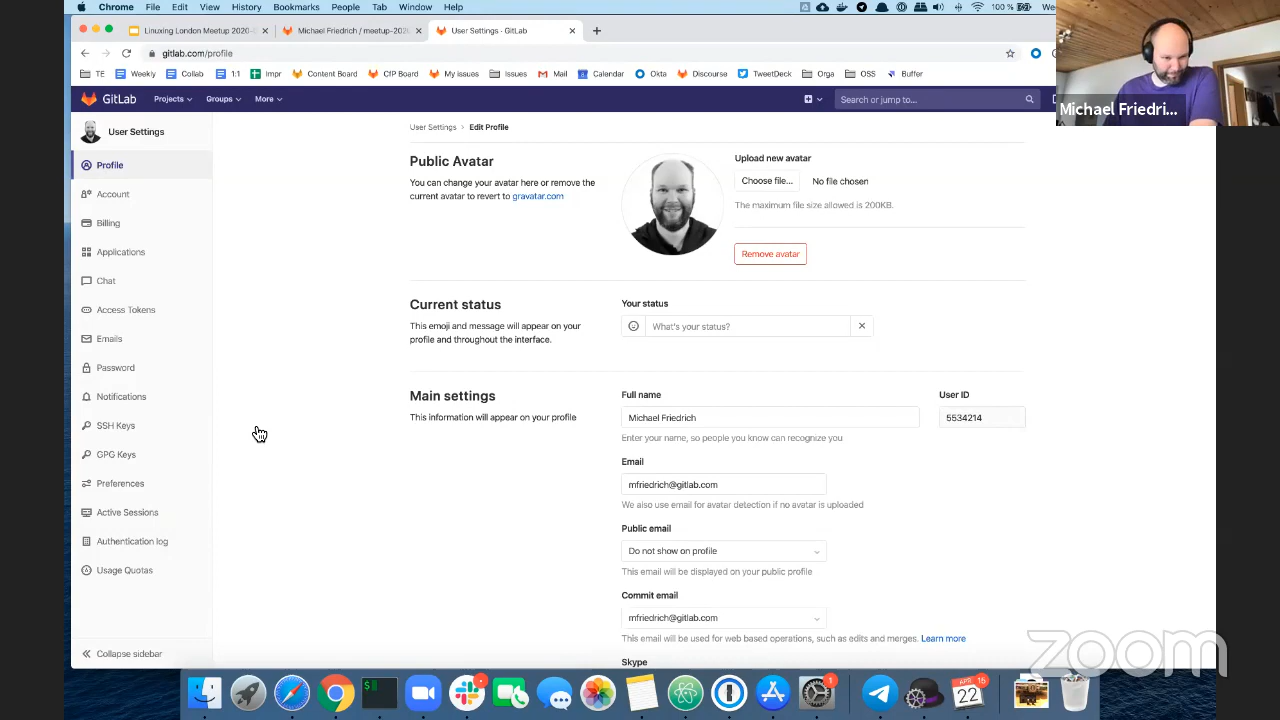 Chrome File Edit View History Bookmarks People Tab Window Help 100 % We
Linuxing London Meetup 2020- Michael Friedrich / meetup-202 User Settings · GitLab
gitlab.com/profile
TE Weekly Collab 1:1 Impr Content Board CfP Board My issues Issues Mail Calendar Okta Discourse TweetDeck Orga OSS Buffer
GitLab Projects Groups More Search or jump to...
Michael Friedri...
User Settings
User Settings > Edit Profile
Profile
Account
Billing
Applications
Chat
Access Tokens
Emails
Password
Notifications
SSH Keys
GPG Keys
Preferences
Active Sessions
Authentication log
Usage Quotas
Collapse sidebar
Public Avatar
You can change your avatar here or remove the
current avatar to revert to gravatar.com
Upload new avatar
Choose file... No file chosen
The maximum file size allowed is 200KB.
Remove avatar
Current status
This emoji and message will appear on your
profile and throughout the interface.
Your status
What's your status?
Main settings
This information will appear on your profile
Full name
Michael Friedrich
Enter your name, so people you know can recognize you
User ID
5534214
Email
mfriedrich@gitlab.com
We also use email for avatar detection if no avatar is uploaded
Public email
Do not show on profile
This email will be displayed on your public profile
Commit email
mfriedrich@gitlab.com
This email will be used for web based operations, such as edits and merges. Learn more
Skype
zoom
$
1
APR 15
22